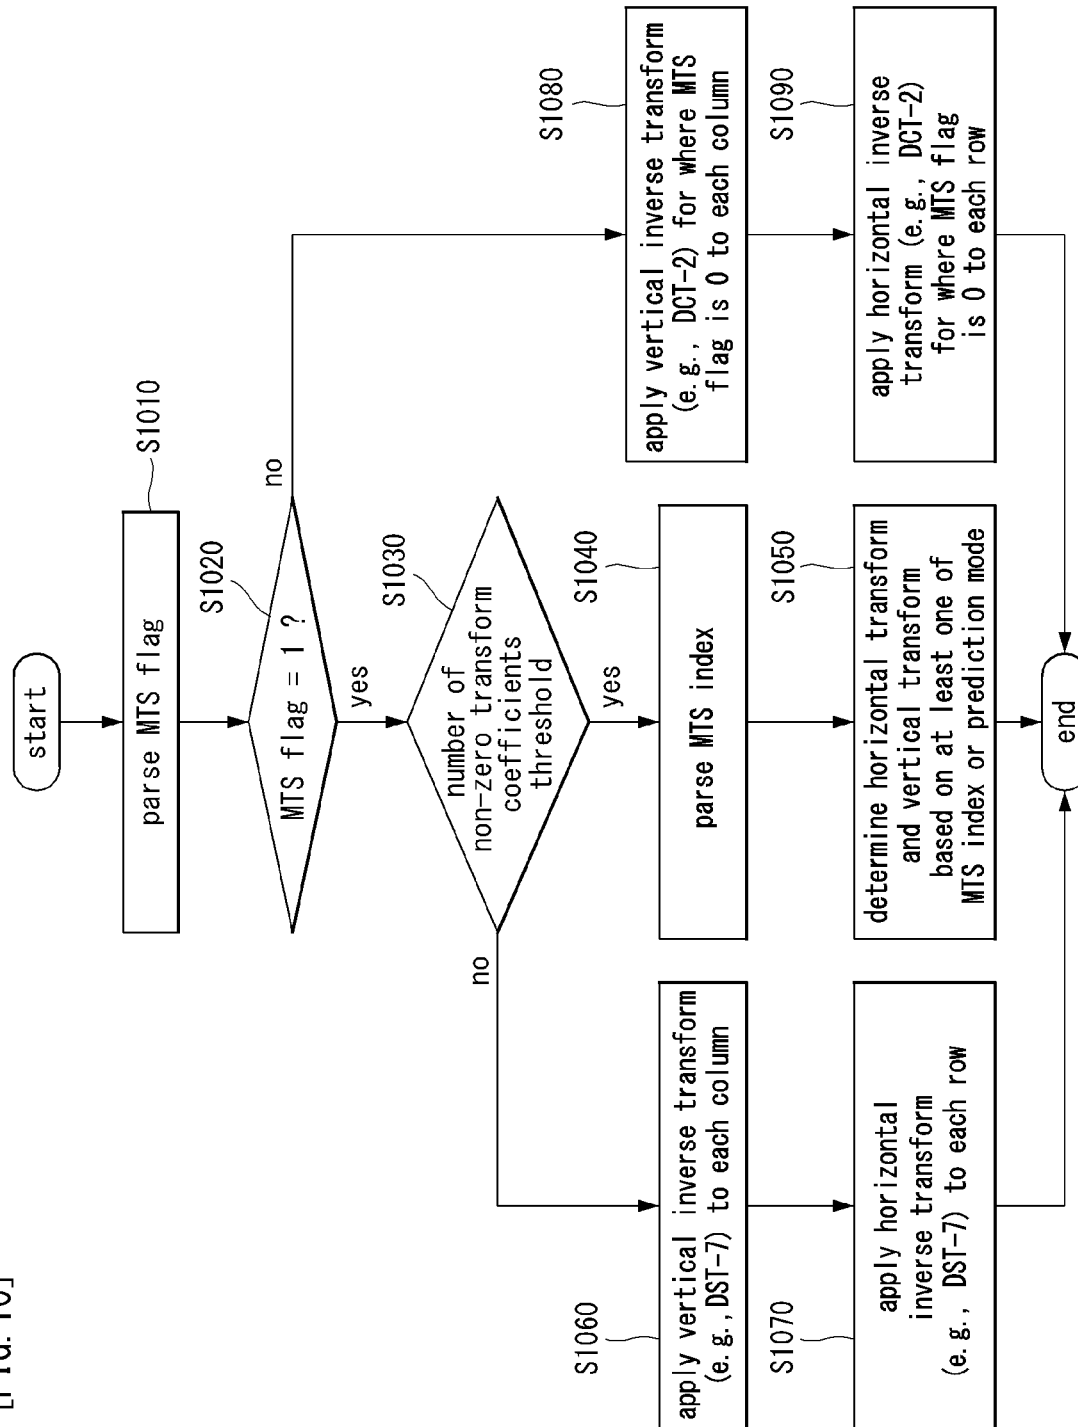 [FIG. 10]
start
parse MTS flag
S1010
MTS flag = 1 ?
S1020
no
yes
number of
non-zero transform
coefficients
threshold
S1030
no
yes
parse MTS index
S1040
determine horizontal transform
and vertical transform
based on at least one of
MTS index or prediction mode
S1050
apply vertical inverse transform
(e.g., DST-7) to each column
S1060
apply horizontal
inverse transform
(e.g., DST-7) to each row
S1070
apply vertical inverse transform
(e.g., DCT-2) for where MTS
flag is 0 to each column
S1080
apply horizontal inverse
transform (e.g., DCT-2)
for where MTS flag
is 0 to each row
S1090
end